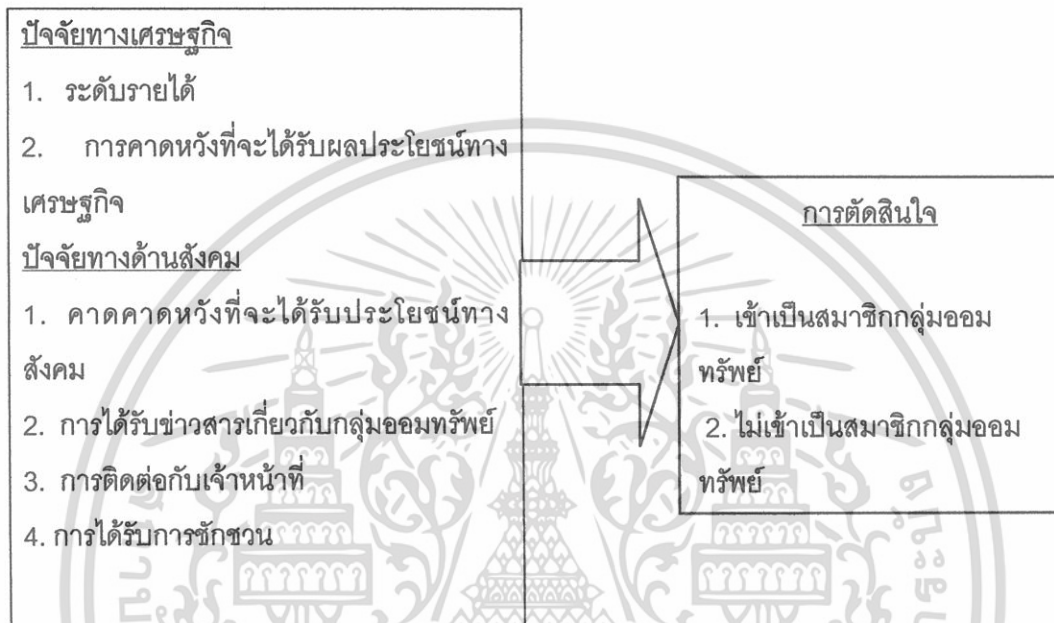 ปัจจัยทางเศรษฐกิจ
1. ระดับรายได้
2. การคาดหวังที่จะได้รับผลประโยชน์ทาง
เศรษฐกิจ
ปัจจัยทางด้านสังคม
1. คาดคาดหวังที่จะได้รับประโยชน์ทาง
สังคม
2. การได้รับข่าวสารเกี่ยวกับกลุ่มออมทรัพย์
3. การติดต่อกับเจ้าหน้าที่
4. การได้รับการชักชวน
การตัดสินใจ
1. เข้าเป็นสมาชิกกลุ่มออม
ทรัพย์
2. ไม่เข้าเป็นสมาชิกกลุ่มออม
ทรัพย์